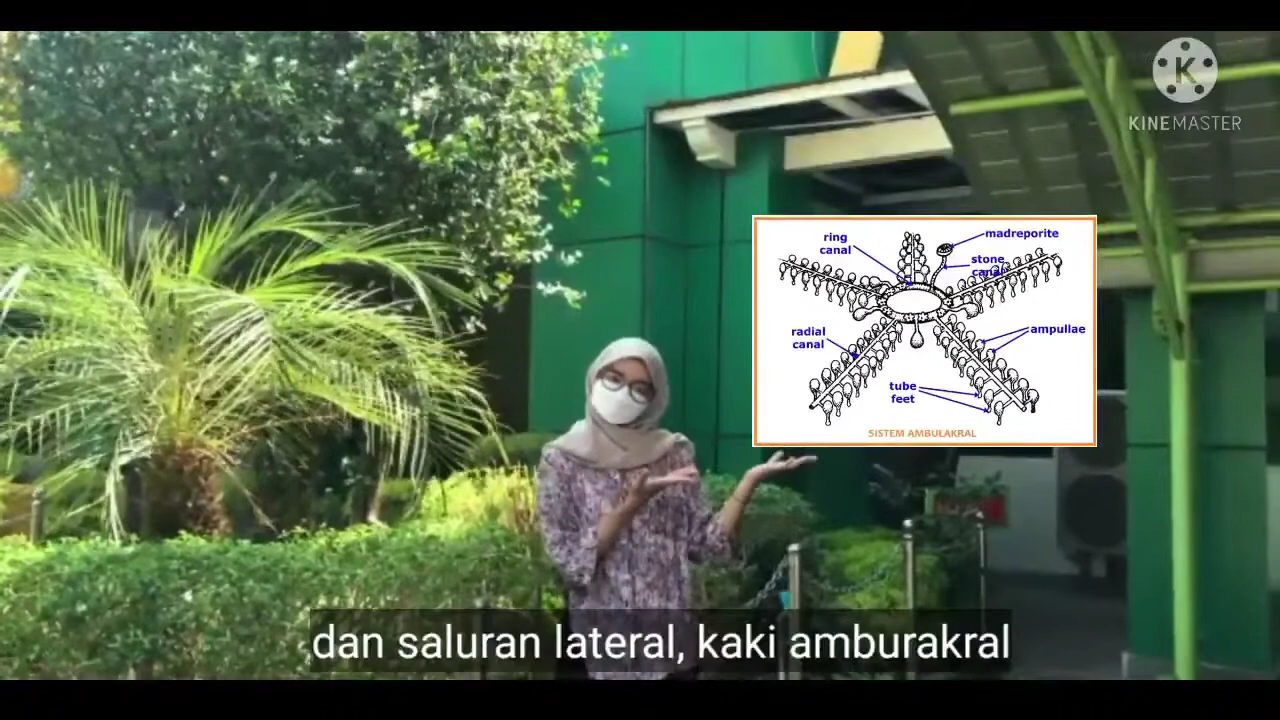 KINEMASTER
ring
canal
madreporite
stone
canal
radial
canal
ampullae
tube
feet
SISTEM AMBULAKRAL
dan saluran lateral, kaki amburakral